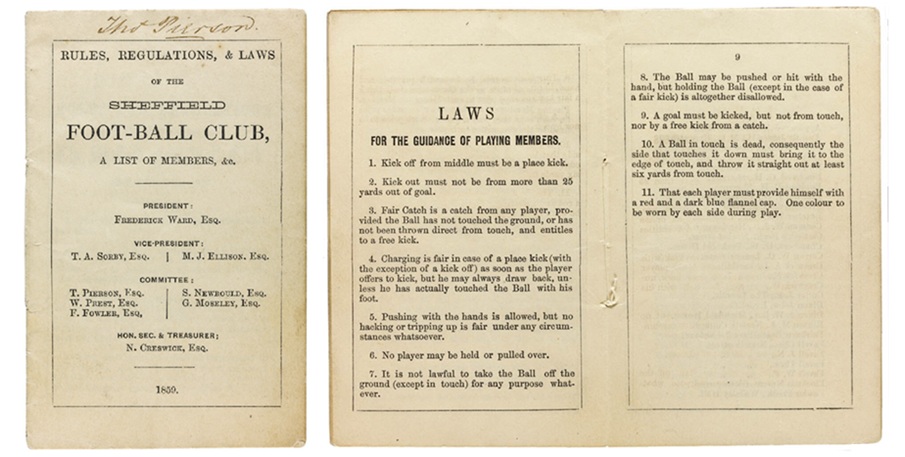 Tho⁠s Pierson.
RULES, REGULATIONS, & LAWS
OF THE
SHEFFIELD
FOOT-BALL CLUB,
A LIST OF MEMBERS, &c.
PRESIDENT:
FREDERICK WARD, ESQ.
VICE-PRESIDENT:
T. A. SORBY, ESQ. | M. J. ELLISON. ESQ.
COMMITTEE:
T. PIERSON, ESQ. | S. NEWBOULD, ESQ.
W. PREST, ESQ. | G. MOSELEY, ESQ.
F. FOWLER, ESQ,
HON. SEC. & TREASURER;
N. CRESWICK, ESQ.
1859.
LAWS
FOR THE GUIDANCE OF PLAYING MEMBERS.
1. Kick off from middle must be a place kick.
2. Kick out must not be from more than 25
yards out of goal.
3. Fair Catch is a catch from any player, pro-
vided the Ball has not touched the ground, or has
not been thrown direct from touch, and entitles
to a free kick.
4. Charging is fair in case of a place kick (with
the exception of a kick off) as soon as the player
offers to kick, but he may always draw back, un-
less he has actually touched the Ball with his
foot.
5. Pushing with the hands is allowed, but no
hacking or tripping up is fair under any circum-
stances whatsoever.
6. No player may be held or pulled over.
7. It is not lawful to take the Ball off the
ground (except in touch) for any purpose what-
ever.
9
8. The Ball may be pushed or hit with the
hand, but holding the Ball (except in the case of
a fair kick) is altogether disallowed.
9. A goal must be kicked, but not from touch,
nor by a free kick from a catch.
10. A Ball in touch is dead, consequently the
side that touches it down must bring it to the
edge of touch, and throw it straight out at least
six yards from touch.
11. That each player must provide himself with
a red and a dark blue flannel cap. One colour to
be worn by each side during play.